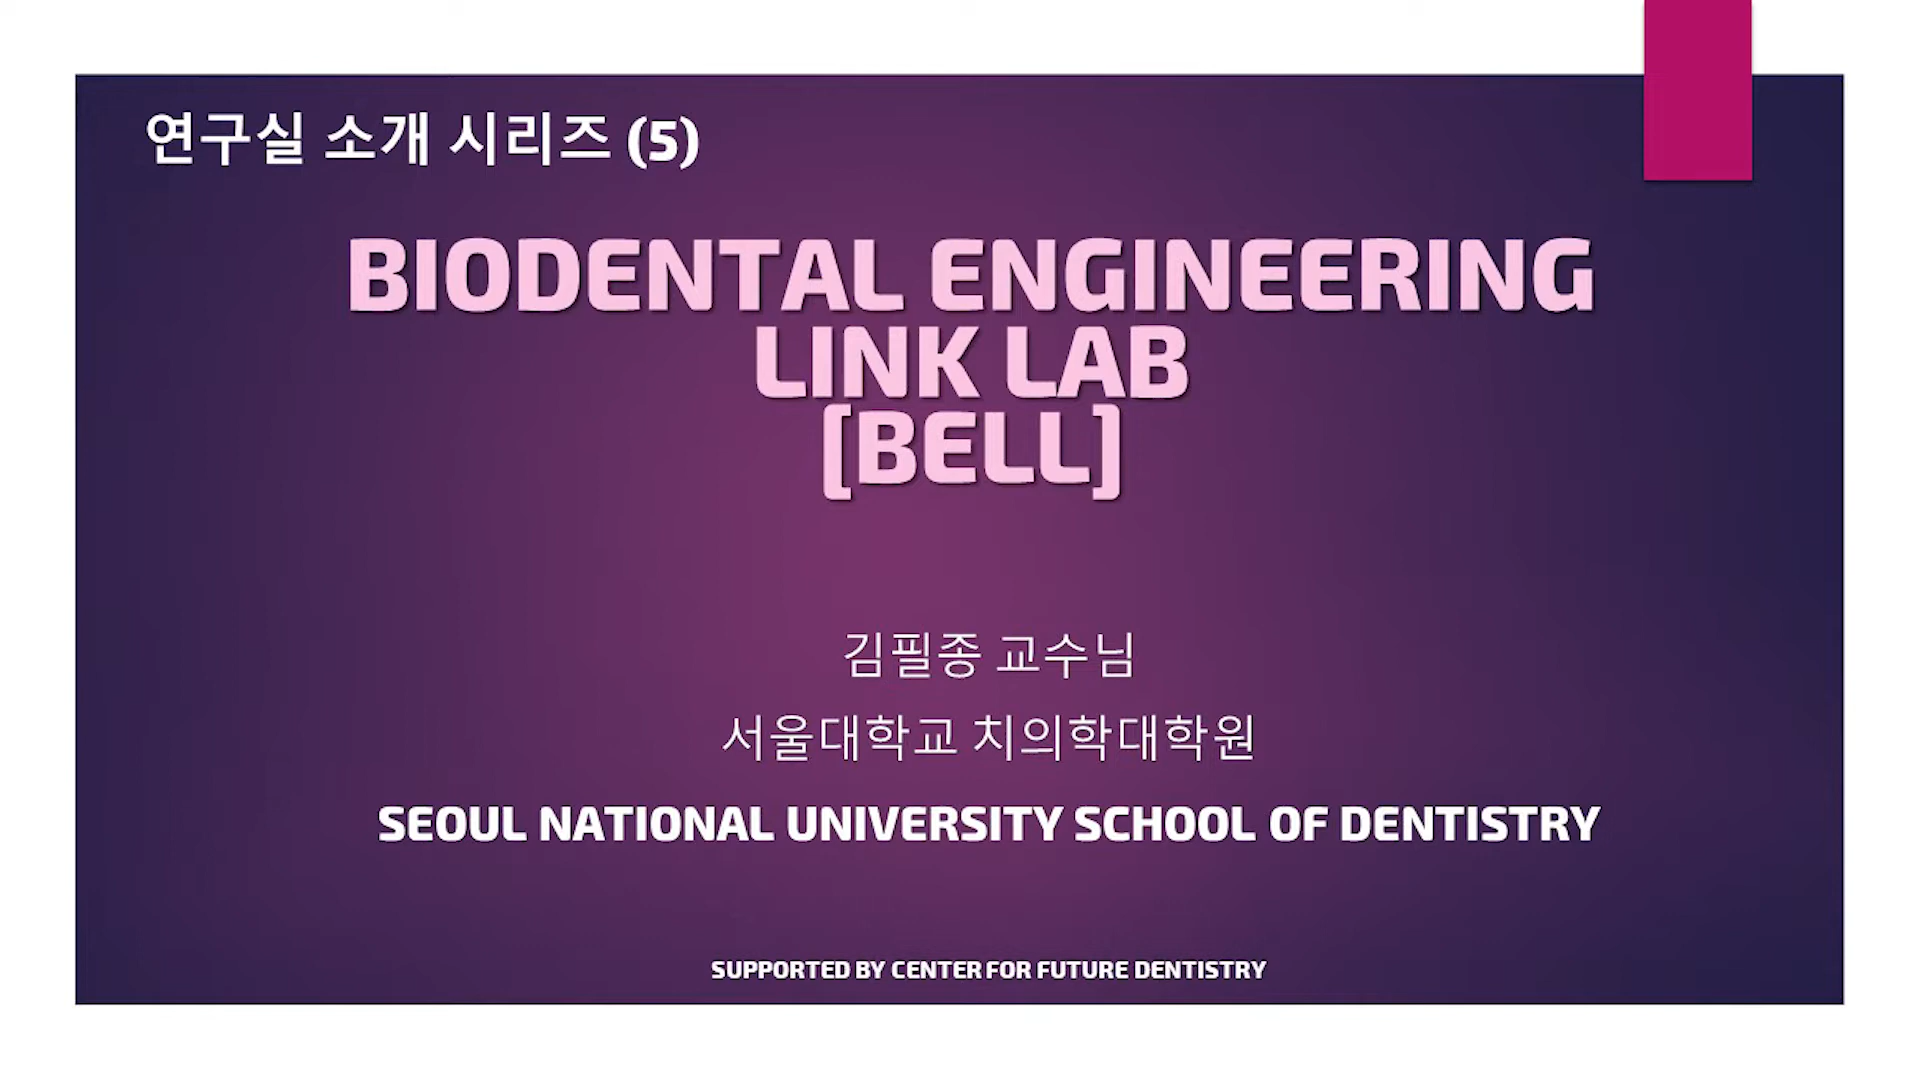 연구실 소개 시리즈 (5)
BIODENTAL ENGINEERING
LINK LAB
[BELL]
김필종 교수님
서울대학교 치의학대학원
SEOUL NATIONAL UNIVERSITY SCHOOL OF DENTISTRY
SUPPORTED BY CENTER FOR FUTURE DENTISTRY